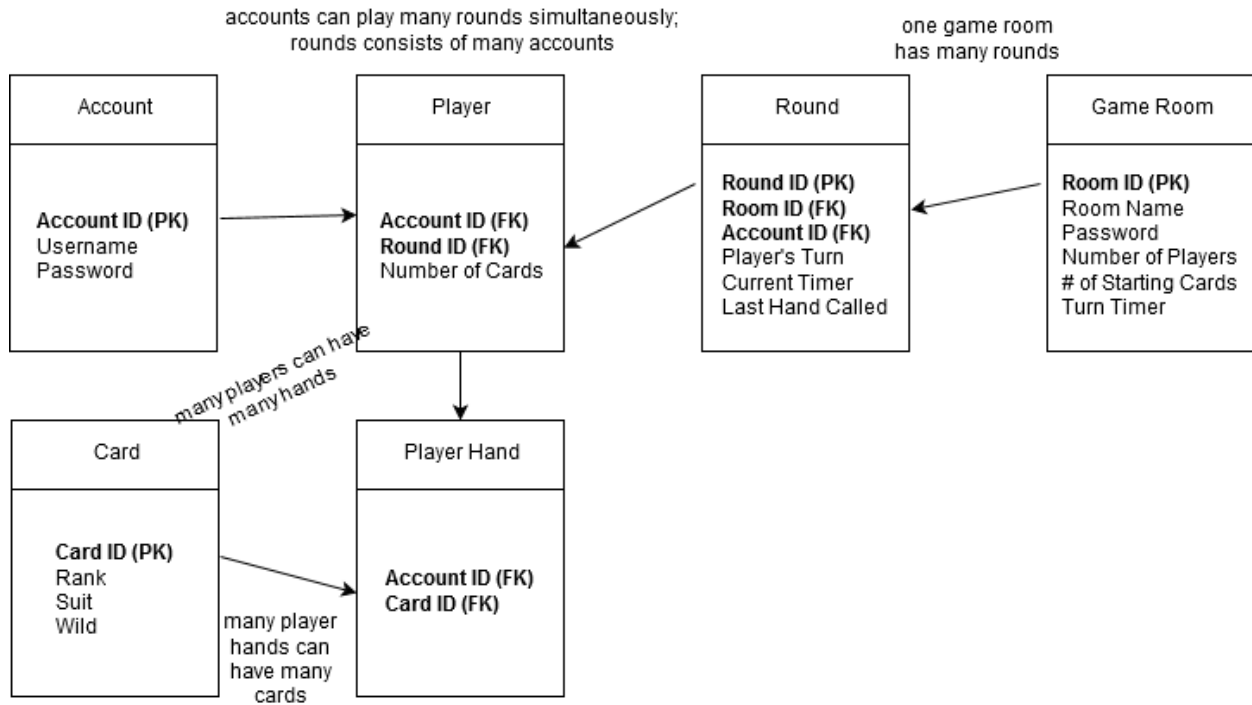 accounts can play many rounds simultaneously;
rounds consists of many accounts
one game room
has many rounds
Account
Account ID (PK)
Username
Password
Player
Account ID (FK)
Round ID (FK)
Number of Cards
Round
Round ID (PK)
Room ID (FK)
Account ID (FK)
Player's Turn
Current Timer
Last Hand Called
Game Room
Room ID (PK)
Room Name
Password
Number of Players
# of Starting Cards
Turn Timer
many players can have
many hands
Card
Card ID (PK)
Rank
Suit
Wild
many player
hands can
have many
cards
Player Hand
Account ID (FK)
Card ID (FK)